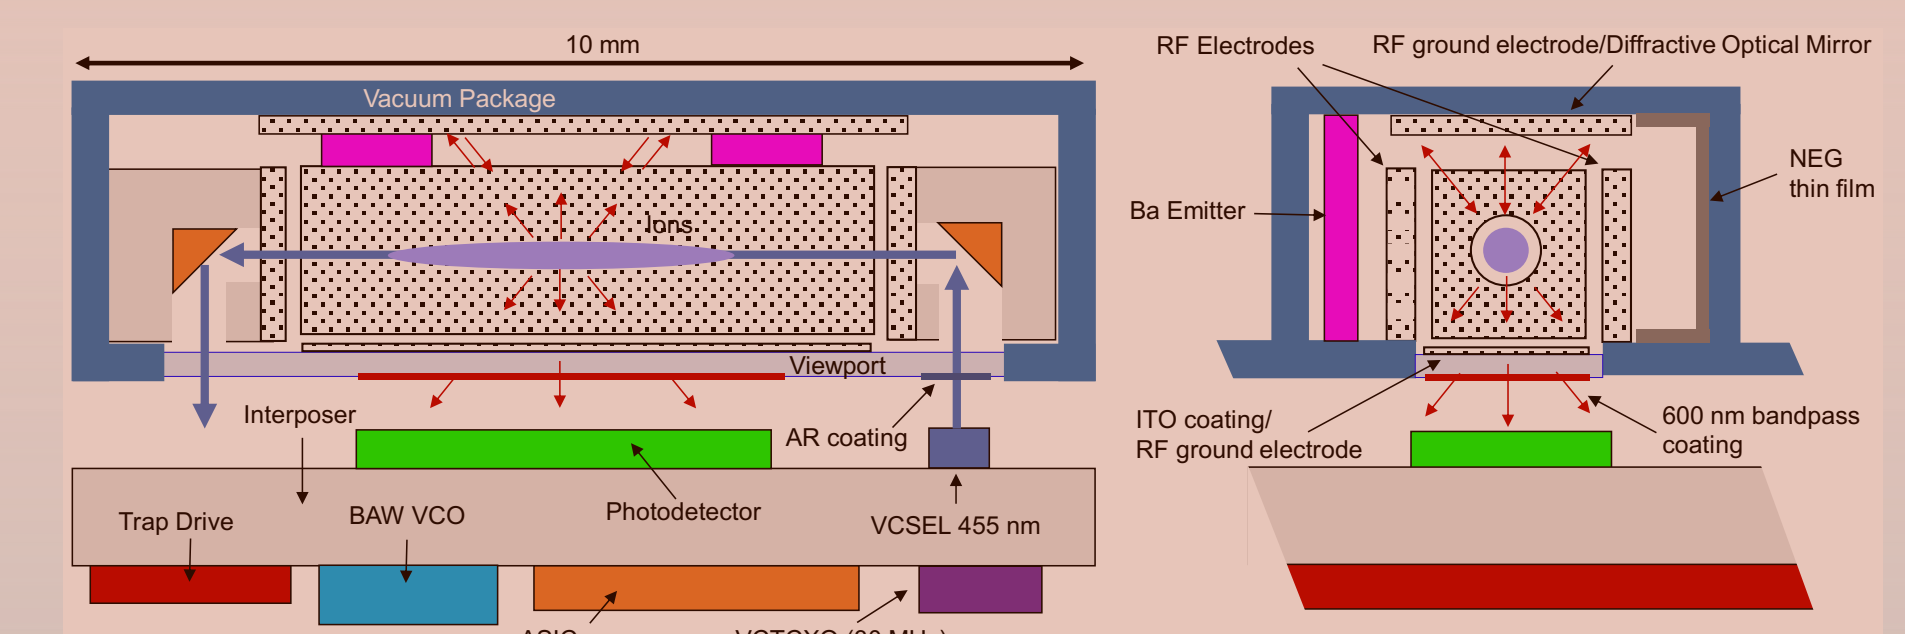 10 mm
Vacuum Package
Ions
Viewport
Interposer
AR coating
Trap Drive
BAW VCO
Photodetector
VCSEL 455 nm
ASIC
RF Electrodes
RF ground electrode/Diffractive Optical Mirror
NEG
thin film
Ba Emitter
ITO coating/
RF ground electrode
600 nm bandpass
coating